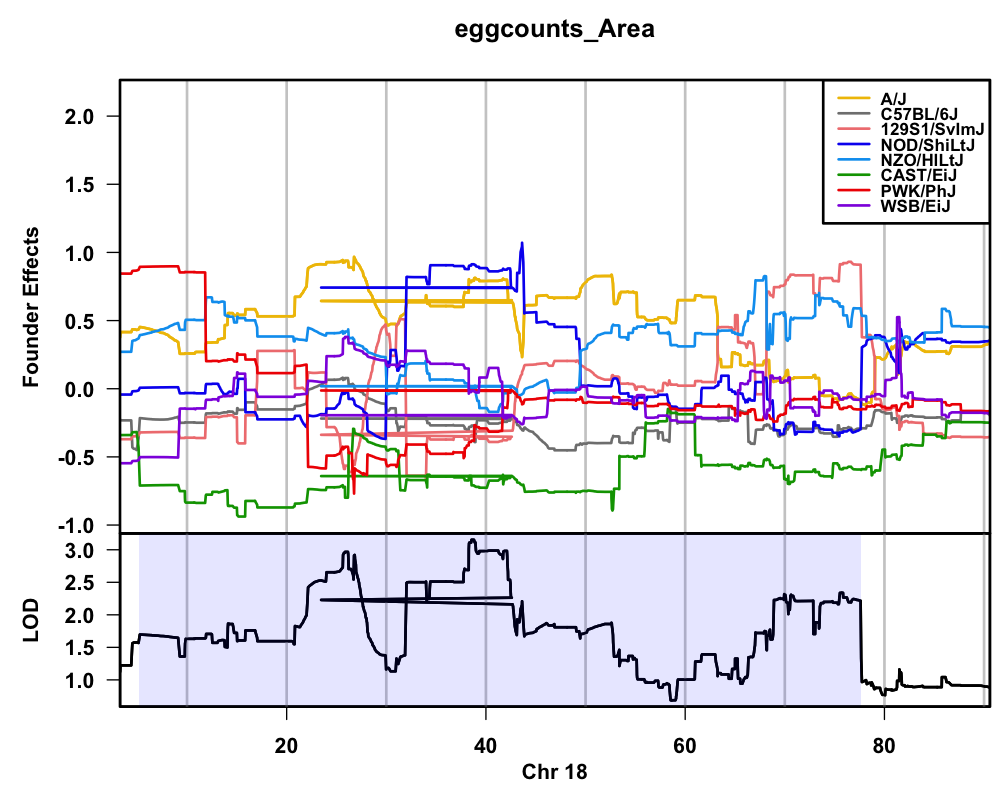 eggcounts_Area
A/J
C57BL/6J
129S1/SvImJ
NOD/ShiLtJ
NZO/HlLtJ
CAST/EiJ
PWK/PhJ
WSB/EiJ
Founder Effects
2.0
1.5
1.0
0.5
0.0
-0.5
-1.0
LOD
3.0
2.5
2.0
1.5
1.0
20 40 60 80
Chr 18